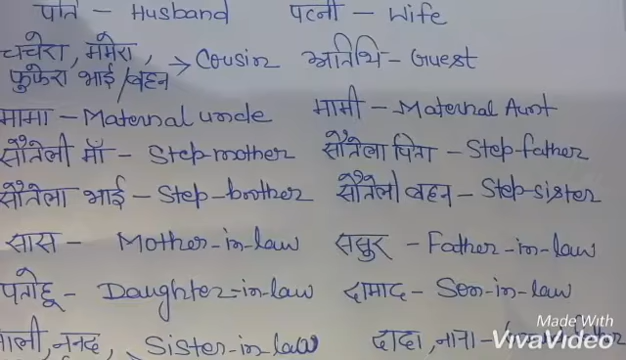 पति - Husband पत्नी - Wife
चचेरा, ममेरा,
फुफेरा भाई/बहन → Cousin अतिथि - Guest
मामा - Maternal uncle मामी - Maternal Aunt
सौतेली माँ - Step-mother सौतेला पिता - Step-father
सौतेला भाई - Step-brother सौतेली बहन - Step-sister
सास - Mother-in-law ससुर - Father-in-law
पतोहू - Daughter-in-law दामाद - Son-in-law
Made With
VivaVideo
ननद, Sister-in-law दादा, नाना -